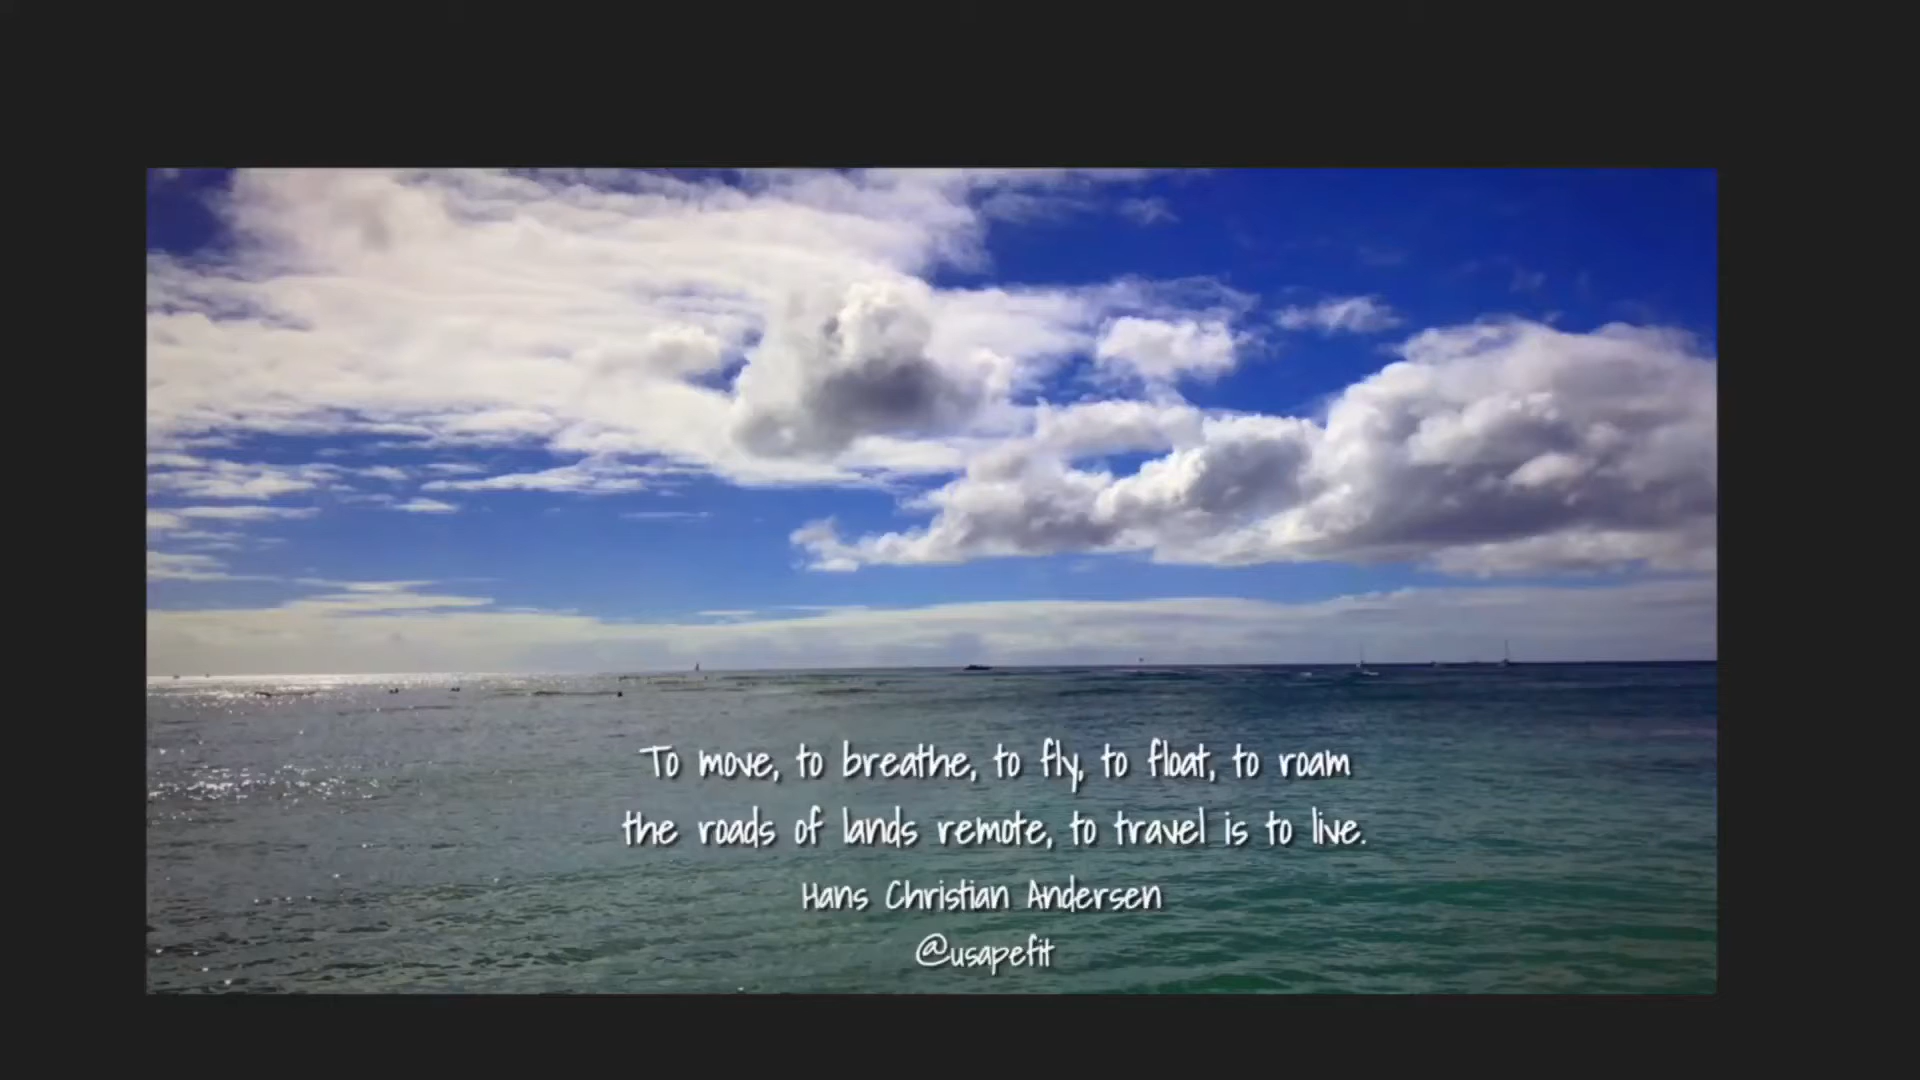 To move, to breathe, to fly, to float, to roam
the roads of lands remote, to travel is to live.
Hans Christian Andersen
@usapefit